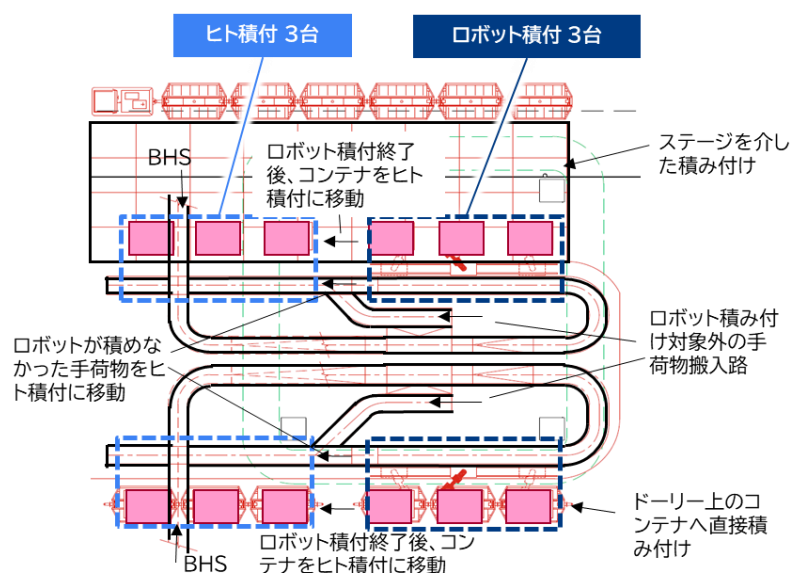 ヒト積付 3台
ロボット積付 3台
BHS
ロボット積付終了
後、コンテナをヒト
積付に移動
ステージを介し
た積み付け
ロボットが積めな
かった手荷物をヒ
ト積付に移動
ロボット積み付
け対象外の手
荷物搬入路
ドーリー上のコ
ンテナへ直接積
み付け
BHS
ロボット積付終了後、コン
テナをヒト積付に移動